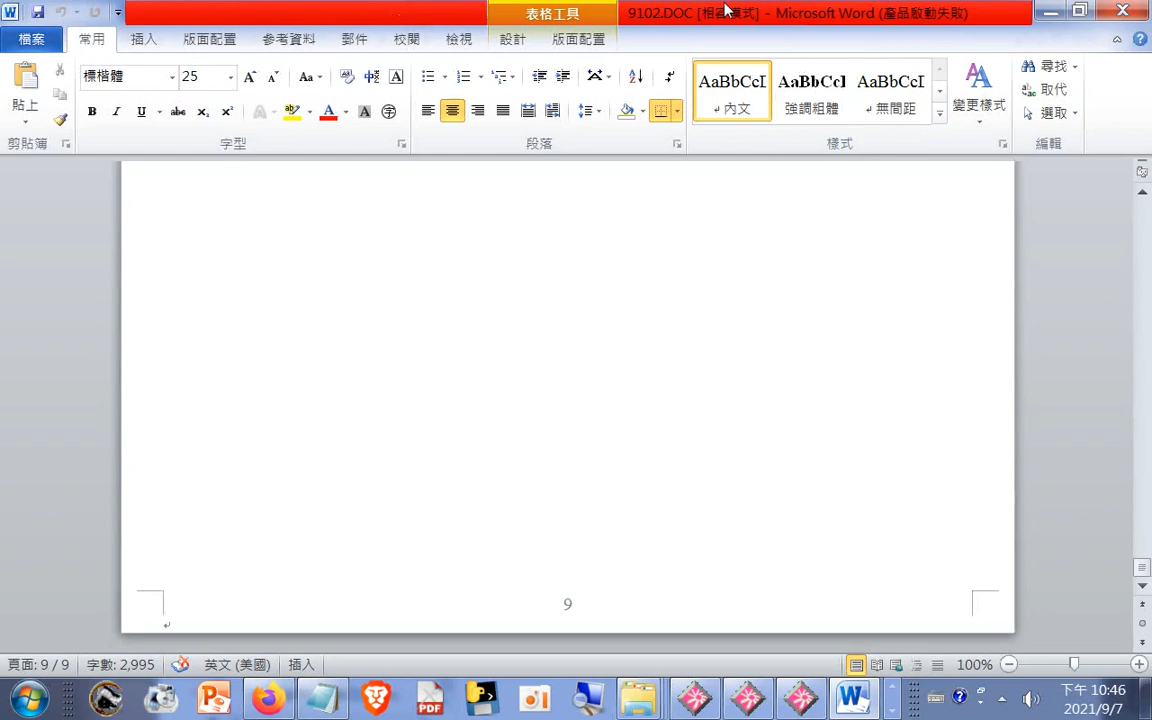 表格工具
9102.DOC [相容模式] - Microsoft Word (產品啟動失敗)
檔案 常用 插入 版面配置 參考資料 郵件 校閱 檢視 設計 版面配置
貼上
標楷體 25
AaBbCcI AaBbCcI AaBbCcI
內文 強調粗體 無間距
變更樣式
尋找
取代
選取
剪貼簿 字型 段落 樣式 編輯
9
頁面: 9 / 9 字數: 2,995 英文 (美國) 插入 100%
下午 10:46
2021/9/7